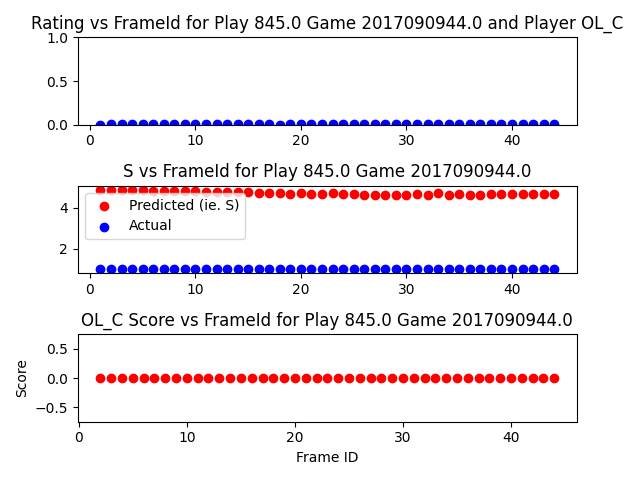 Rating vs FrameId for Play 845.0 Game 2017090944.0 and Player OL_C
1.0
0.5
0.0
0 10 20 30 40
S vs FrameId for Play 845.0 Game 2017090944.0
4
2
Predicted (ie. S)
Actual
0 10 20 30 40
OL_C Score vs FrameId for Play 845.0 Game 2017090944.0
Score
0.5
0.0
−0.5
0 10 20 30 40
Frame ID